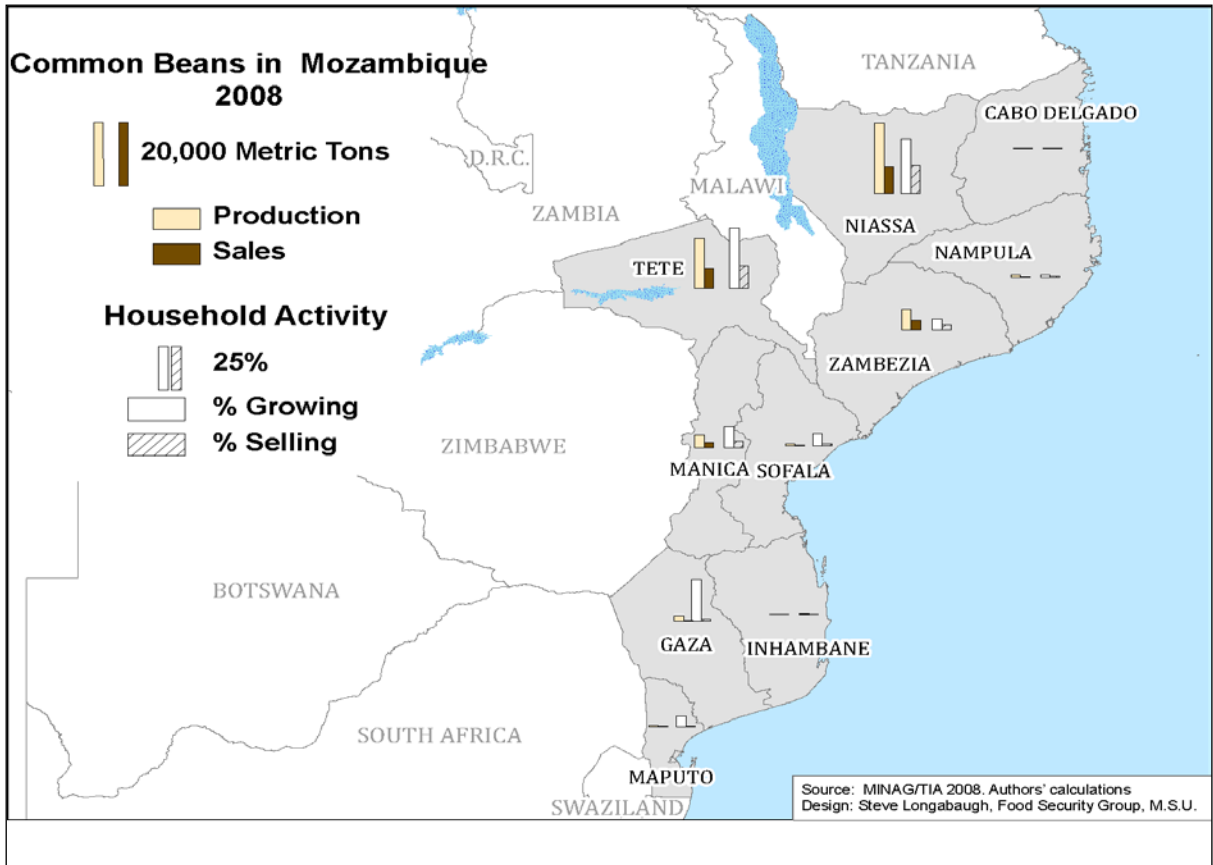 Common Beans in Mozambique
2008
20,000 Metric Tons
Production
Sales
Household Activity
25%
% Growing
% Selling
TANZANIA
CABO DELGADO
D.R.C.
MALAWI
ZAMBIA
NIASSA
NAMPULA
TETE
ZAMBEZIA
ZIMBABWE
MANICA
SOFALA
BOTSWANA
GAZA
INHAMBANE
SOUTH AFRICA
MAPUTO
SWAZILAND
Source: MINAG/TIA 2008. Authors' calculations
Design: Steve Longabaugh, Food Security Group, M.S.U.